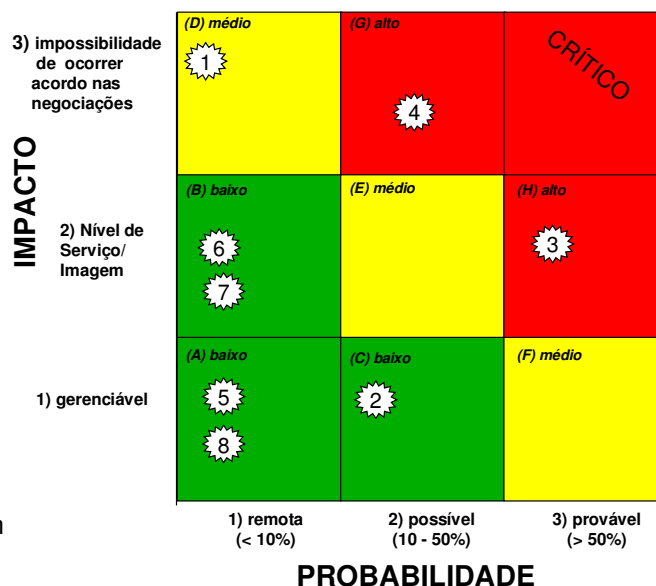 (D) médio
(G) alto
CRÍTICO
3) impossibilidade
de ocorrer
acordo nas
negociações
1
4
IMPACTO
(B) baixo
(E) médio
(H) alto
2) Nível de
Serviço/
Imagem
6
7
3
(A) baixo
(C) baixo
(F) médio
1) gerenciável
5
2
8
1) remota
(< 10%)
2) possível
(10 - 50%)
3) provável
(> 50%)
PROBABILIDADE